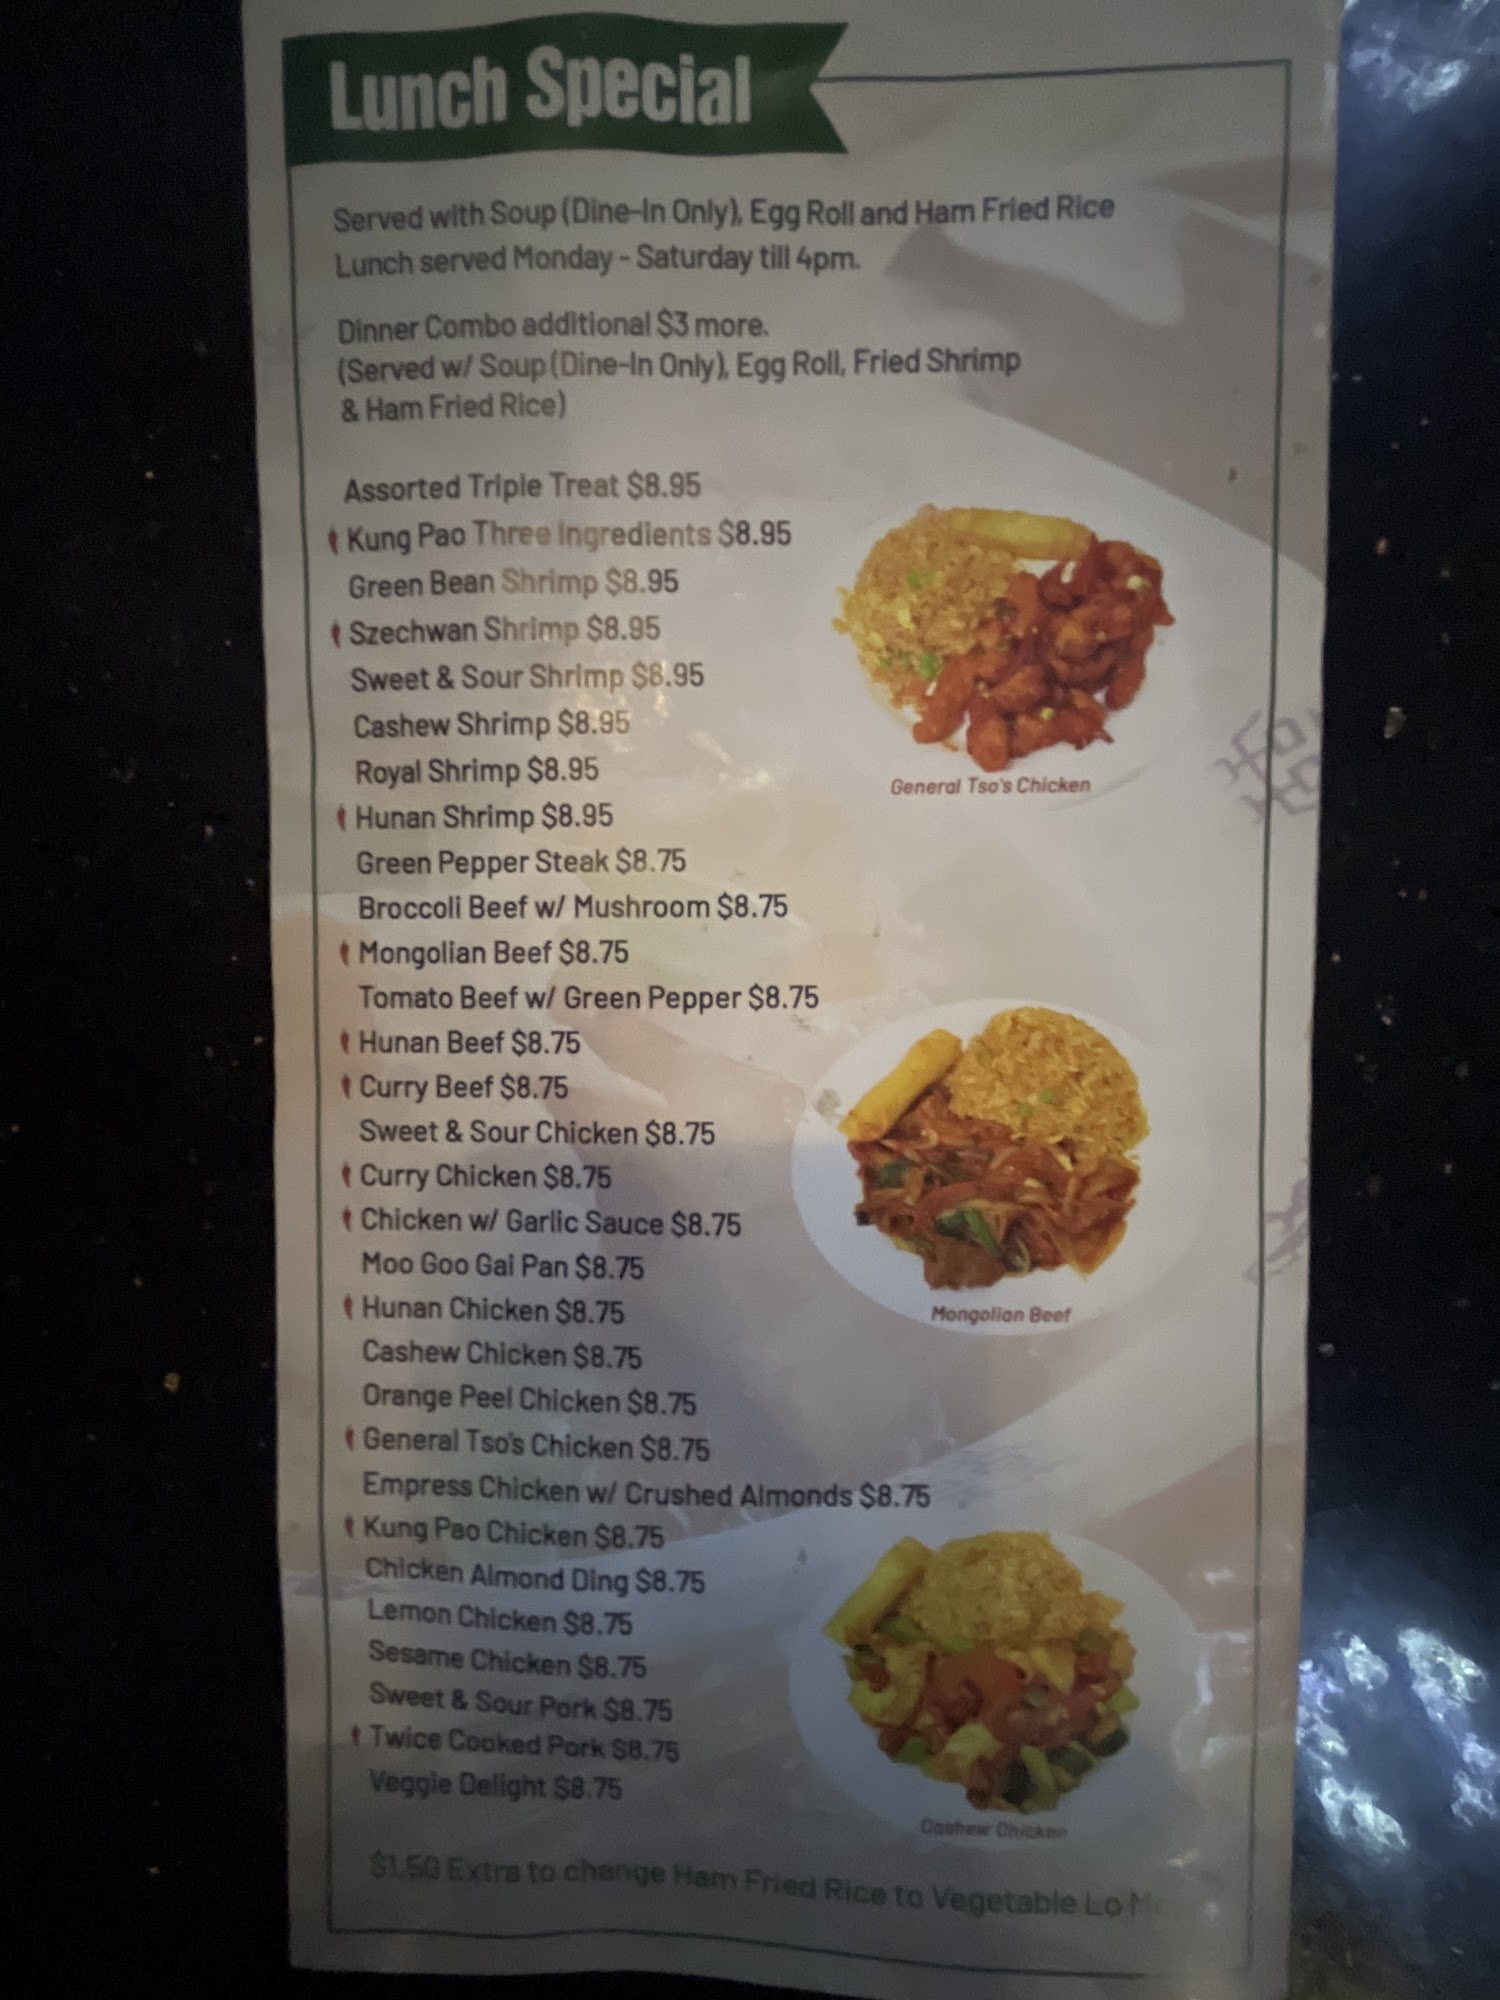 Lunch Special
Served with Soup (Dine-In Only), Egg Roll and Ham Fried Rice
Lunch served Monday - Saturday till 4pm.
Dinner Combo additional $3 more.
(Served w/ Soup (Dine-In Only), Egg Roll, Fried Shrimp
& Ham Fried Rice)
Assorted Triple Treat $8.95
Kung Pao Three Ingredients $8.95
Green Bean Shrimp $8.95
Szechwan Shrimp $8.95
Sweet & Sour Shrimp $8.95
Cashew Shrimp $8.95
Royal Shrimp $8.95
Hunan Shrimp $8.95
Green Pepper Steak $8.75
Broccoli Beef w/ Mushroom $8.75
Mongolian Beef $8.75
Tomato Beef w/ Green Pepper $8.75
Hunan Beef $8.75
Curry Beef $8.75
Sweet & Sour Chicken $8.75
Curry Chicken $8.75
Chicken w/ Garlic Sauce $8.75
Moo Goo Gai Pan $8.75
Hunan Chicken $8.75
Cashew Chicken $8.75
Orange Peel Chicken $8.75
General Tso's Chicken $8.75
Empress Chicken w/ Crushed Almonds $8.75
Kung Pao Chicken $8.75
Chicken Almond Ding $8.75
Lemon Chicken $8.75
Sesame Chicken $8.75
Sweet & Sour Pork $8.75
Twice Cooked Pork $8.75
Veggie Delight $8.75
General Tso's Chicken
Mongolian Beef
Cashew Chicken
$1.50 Extra to change Ham Fried Rice to Vegetable Lo